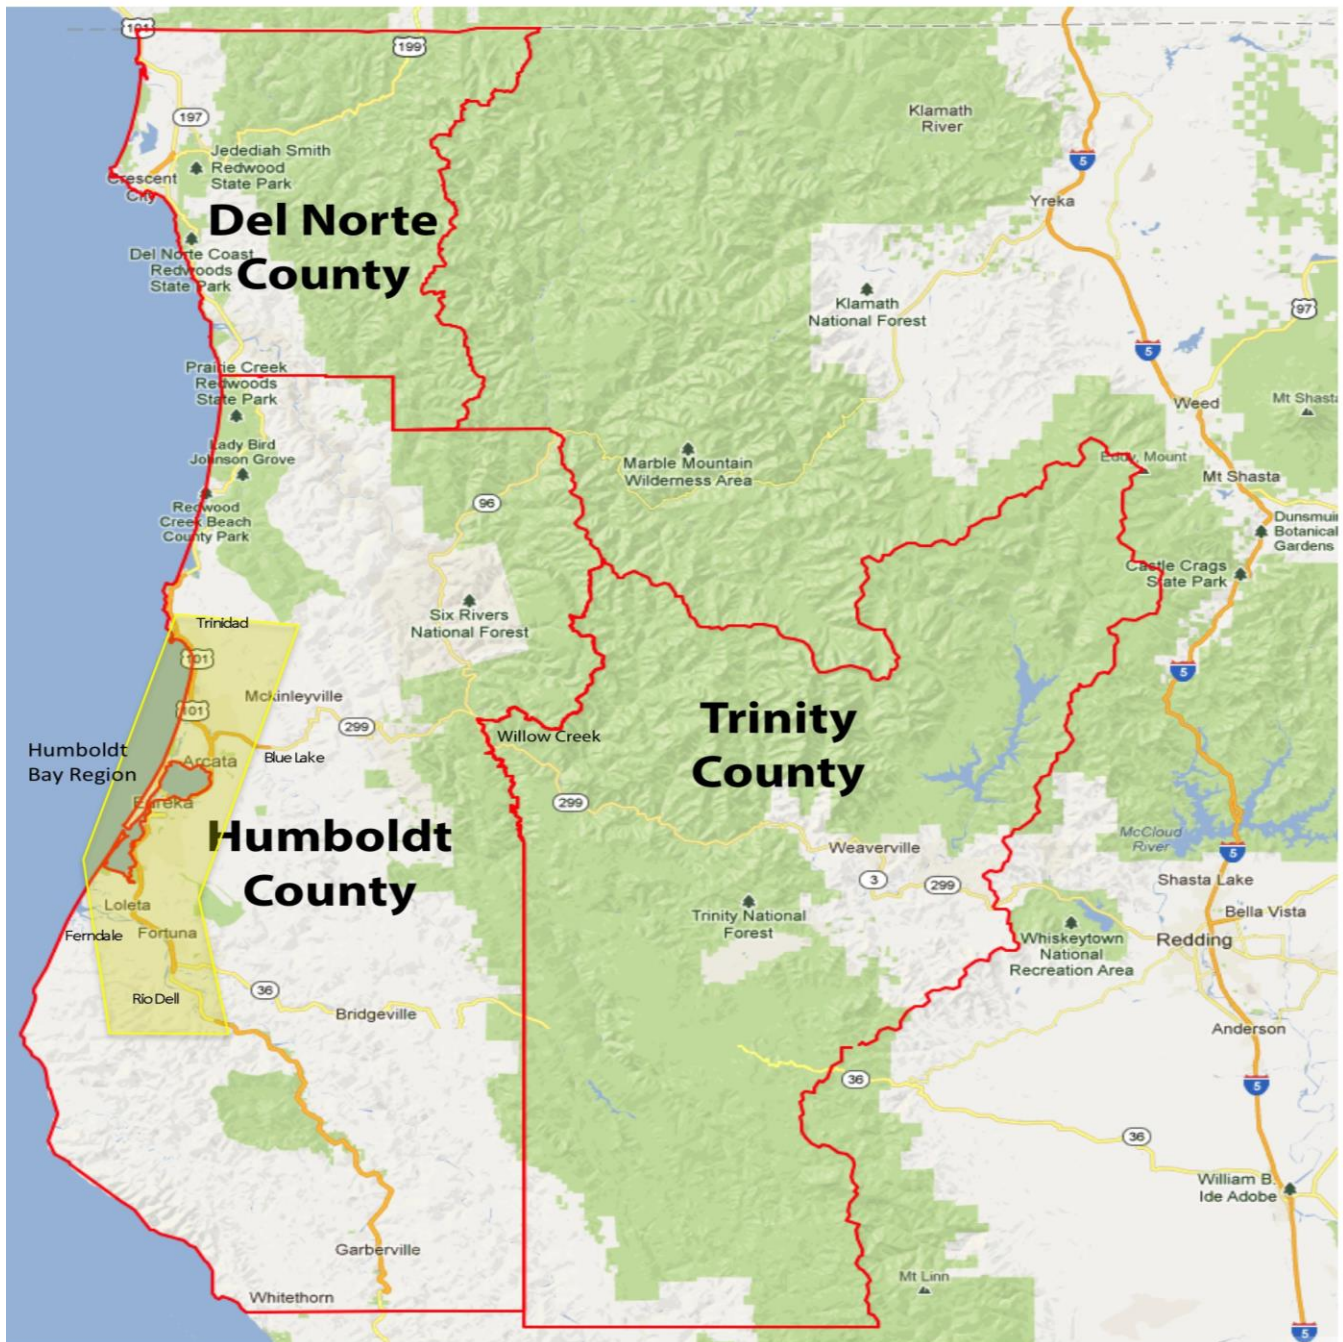 101
199
197
Klamath
River
5
Jedediah Smith
Redwood
State Park
Crescent
City
Yreka
Del Norte
County
Del Norte Coast
Redwoods
State Park
Klamath
National Forest
97
5
Prairie Creek
Redwoods
State Park
Weed
Mt Shasta
Lady Bird
Johnson Grove
Marble Mountain
Wilderness Area
Eddy, Mount
Mt Shasta
96
Redwood
Creek Beach
County Park
Dunsmuir
Botanical
Gardens
Castle Crags
State Park
Six Rivers
National Forest
Trinidad
101
5
Mckinleyville
101
299
Trinity
County
Willow Creek
Humboldt
Bay Region
Blue Lake
Arcata
Eureka
299
Humboldt
County
McCloud
River
Weaverville
5
3
299
Shasta Lake
Loleta
Bella Vista
Trinity National
Forest
Ferndale
Fortuna
Whiskeytown
National
Recreation Area
Redding
Rio Dell
36
Bridgeville
Anderson
36
5
36
William B.
Ide Adobe
Garberville
Mt Linn
Whitethorn
5